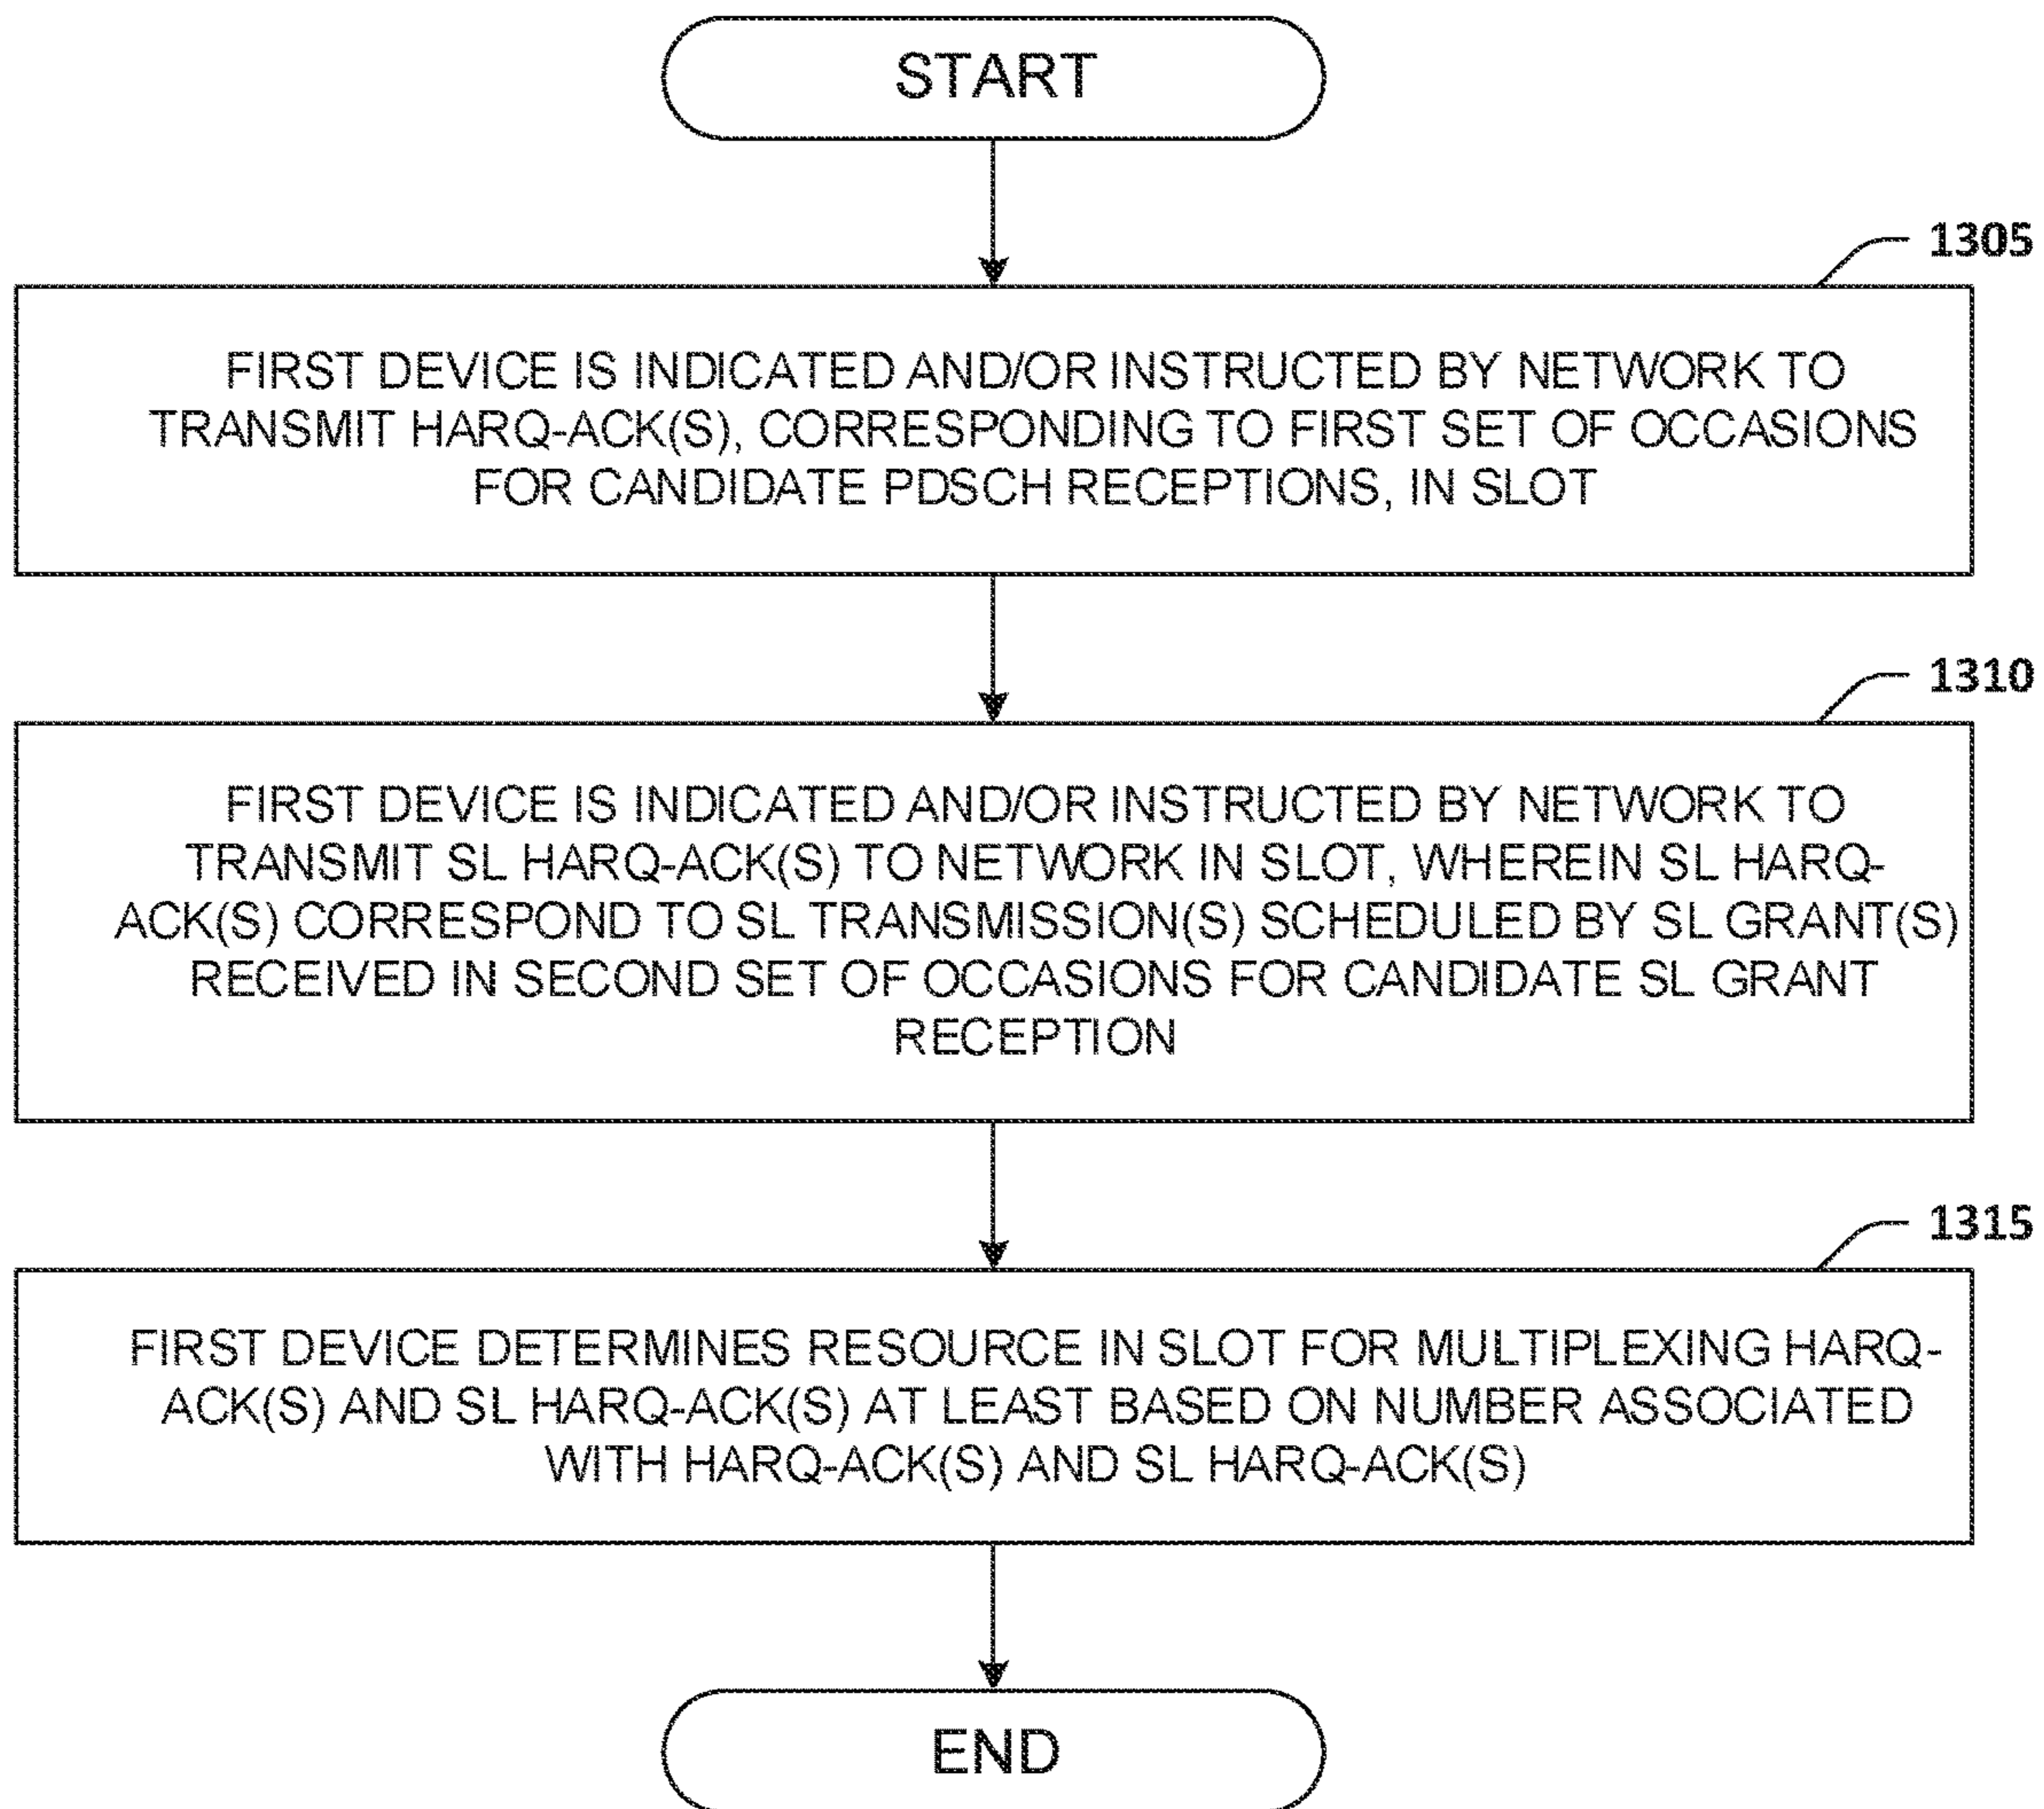 START
1305
FIRST DEVICE IS INDICATED AND/OR INSTRUCTED BY NETWORK TO
TRANSMIT HARQ-ACK(S), CORRESPONDING TO FIRST SET OF OCCASIONS
FOR CANDIDATE PDSCH RECEPTIONS, IN SLOT
1310
FIRST DEVICE IS INDICATED AND/OR INSTRUCTED BY NETWORK TO
TRANSMIT SL HARQ-ACK(S) TO NETWORK IN SLOT, WHEREIN SL HARQ-
ACK(S) CORRESPOND TO SL TRANSMISSION(S) SCHEDULED BY SL GRANT(S)
RECEIVED IN SECOND SET OF OCCASIONS FOR CANDIDATE SL GRANT
RECEPTION
1315
FIRST DEVICE DETERMINES RESOURCE IN SLOT FOR MULTIPLEXING HARQ-
ACK(S) AND SL HARQ-ACK(S) AT LEAST BASED ON NUMBER ASSOCIATED
WITH HARQ-ACK(S) AND SL HARQ-ACK(S)
END